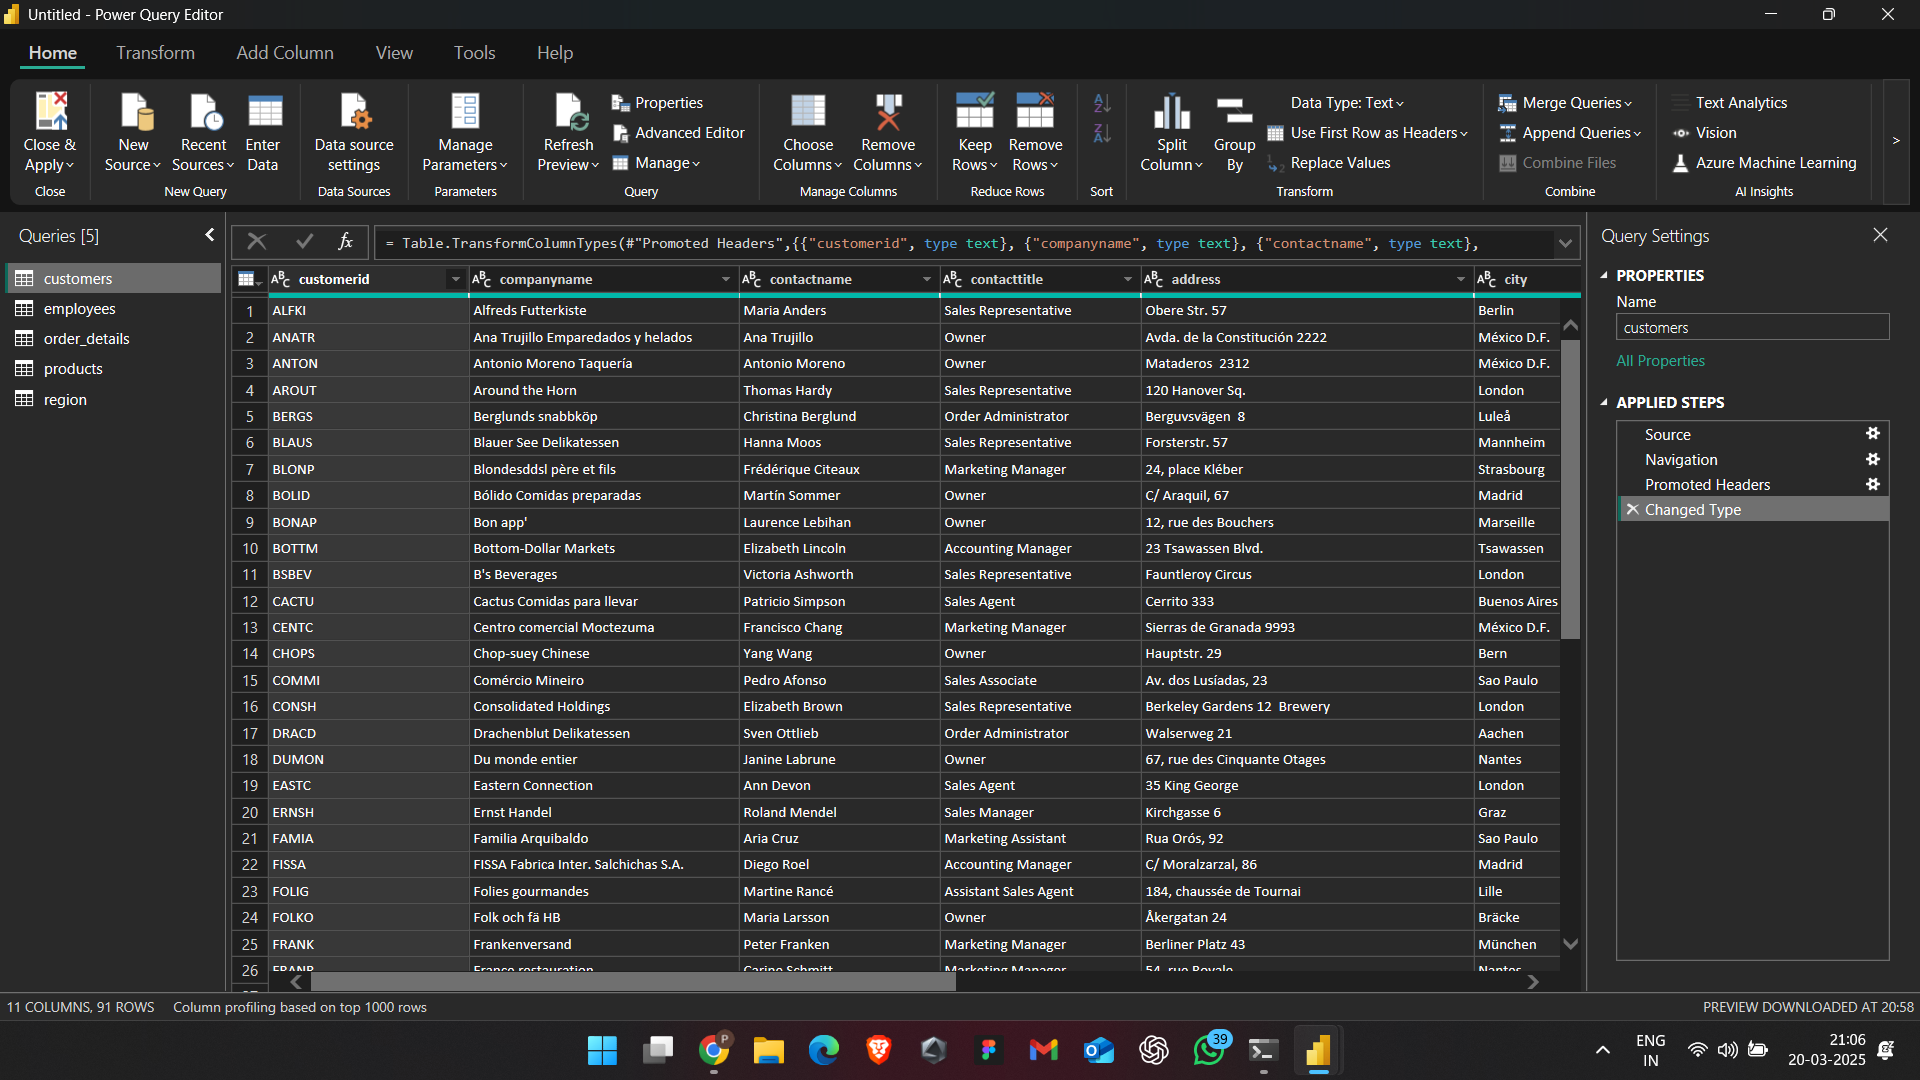 Untitled - Power Query Editor
Home Transform Add Column View Tools Help
Close & Apply
Close
New Source
Recent Sources
Enter Data
New Query
Data source settings
Data Sources
Manage Parameters
Parameters
Refresh Preview
Properties
Advanced Editor
Manage
Query
Choose Columns
Remove Columns
Manage Columns
Keep Rows
Remove Rows
Reduce Rows
Sort
Split Column
Group By
Data Type: Text
Use First Row as Headers
Replace Values
Transform
Merge Queries
Append Queries
Combine Files
Combine
Text Analytics
Vision
Azure Machine Learning
AI Insights
Queries [5]
customers
employees
order_details
products
region
fx = Table.TransformColumnTypes(#"Promoted Headers",{{"customerid", type text}, {"companyname", type text}, {"contactname", type text},
customerid companyname contactname contacttitle address city
1 ALFKI Alfreds Futterkiste Maria Anders Sales Representative Obere Str. 57 Berlin
2 ANATR Ana Trujillo Emparedados y helados Ana Trujillo Owner Avda. de la Constitución 2222 México D.F.
3 ANTON Antonio Moreno Taquería Antonio Moreno Owner Mataderos 2312 México D.F.
4 AROUT Around the Horn Thomas Hardy Sales Representative 120 Hanover Sq. London
5 BERGS Berglunds snabbköp Christina Berglund Order Administrator Berguvsvägen 8 Luleå
6 BLAUS Blauer See Delikatessen Hanna Moos Sales Representative Forsterstr. 57 Mannheim
7 BLONP Blondesddsl père et fils Frédérique Citeaux Marketing Manager 24, place Kléber Strasbourg
8 BOLID Bólido Comidas preparadas Martín Sommer Owner C/ Araquil, 67 Madrid
9 BONAP Bon app' Laurence Lebihan Owner 12, rue des Bouchers Marseille
10 BOTTM Bottom-Dollar Markets Elizabeth Lincoln Accounting Manager 23 Tsawassen Blvd. Tsawassen
11 BSBEV B's Beverages Victoria Ashworth Sales Representative Fauntleroy Circus London
12 CACTU Cactus Comidas para llevar Patricio Simpson Sales Agent Cerrito 333 Buenos Aires
13 CENTC Centro comercial Moctezuma Francisco Chang Marketing Manager Sierras de Granada 9993 México D.F.
14 CHOPS Chop-suey Chinese Yang Wang Owner Hauptstr. 29 Bern
15 COMMI Comércio Mineiro Pedro Afonso Sales Associate Av. dos Lusíadas, 23 Sao Paulo
16 CONSH Consolidated Holdings Elizabeth Brown Sales Representative Berkeley Gardens 12 Brewery London
17 DRACD Drachenblut Delikatessen Sven Ottlieb Order Administrator Walserweg 21 Aachen
18 DUMON Du monde entier Janine Labrune Owner 67, rue des Cinquante Otages Nantes
19 EASTC Eastern Connection Ann Devon Sales Agent 35 King George London
20 ERNSH Ernst Handel Roland Mendel Sales Manager Kirchgasse 6 Graz
21 FAMIA Familia Arquibaldo Aria Cruz Marketing Assistant Rua Orós, 92 Sao Paulo
22 FISSA FISSA Fabrica Inter. Salchichas S.A. Diego Roel Accounting Manager C/ Moralzarzal, 86 Madrid
23 FOLIG Folies gourmandes Martine Rancé Assistant Sales Agent 184, chaussée de Tournai Lille
24 FOLKO Folk och fä HB Maria Larsson Owner Åkergatan 24 Bräcke
25 FRANK Frankenversand Peter Franken Marketing Manager Berliner Platz 43 München
26 FRANR France restauration Carine Schmitt Marketing Manager 54, rue Royale Nantes
Query Settings
PROPERTIES
Name
customers
All Properties
APPLIED STEPS
Source
Navigation
Promoted Headers
Changed Type
11 COLUMNS, 91 ROWS Column profiling based on top 1000 rows PREVIEW DOWNLOADED AT 20:58
P
39
ENG
IN
21:06
20-03-2025